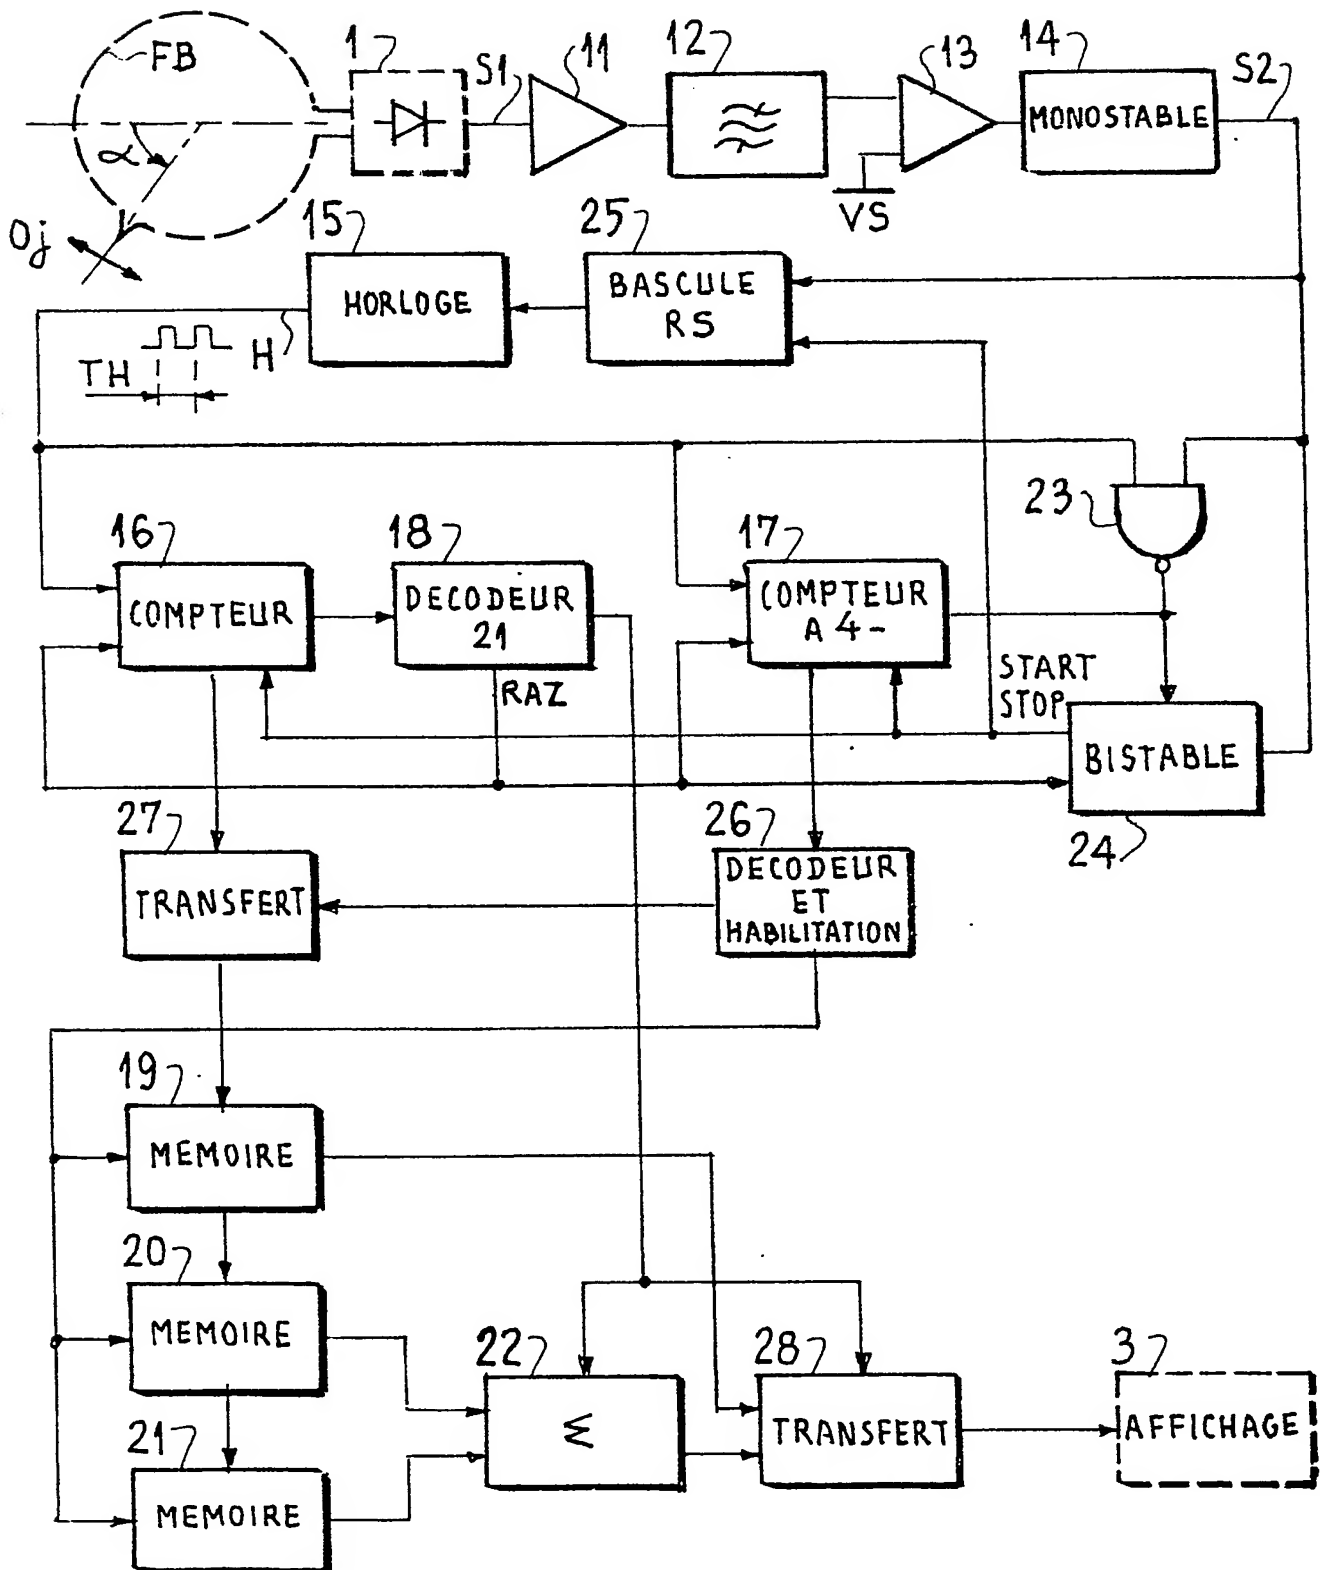 FB
1
S1
11
12
13
14
S2
MONOSTABLE
α
VS
Oj
15
25
HORLOGE
BASCULE
RS
TH
H
23
16
18
17
COMPTEUR
DECODEUR
21
COMPTEUR
A 4-
RAZ
START
STOP
BISTABLE
24
27
26
TRANSFERT
DECODEUR
ET
HABILITATION
19
MEMOIRE
20
MEMOIRE
22
28
3
Σ
TRANSFERT
AFFICHAGE
21
MEMOIRE